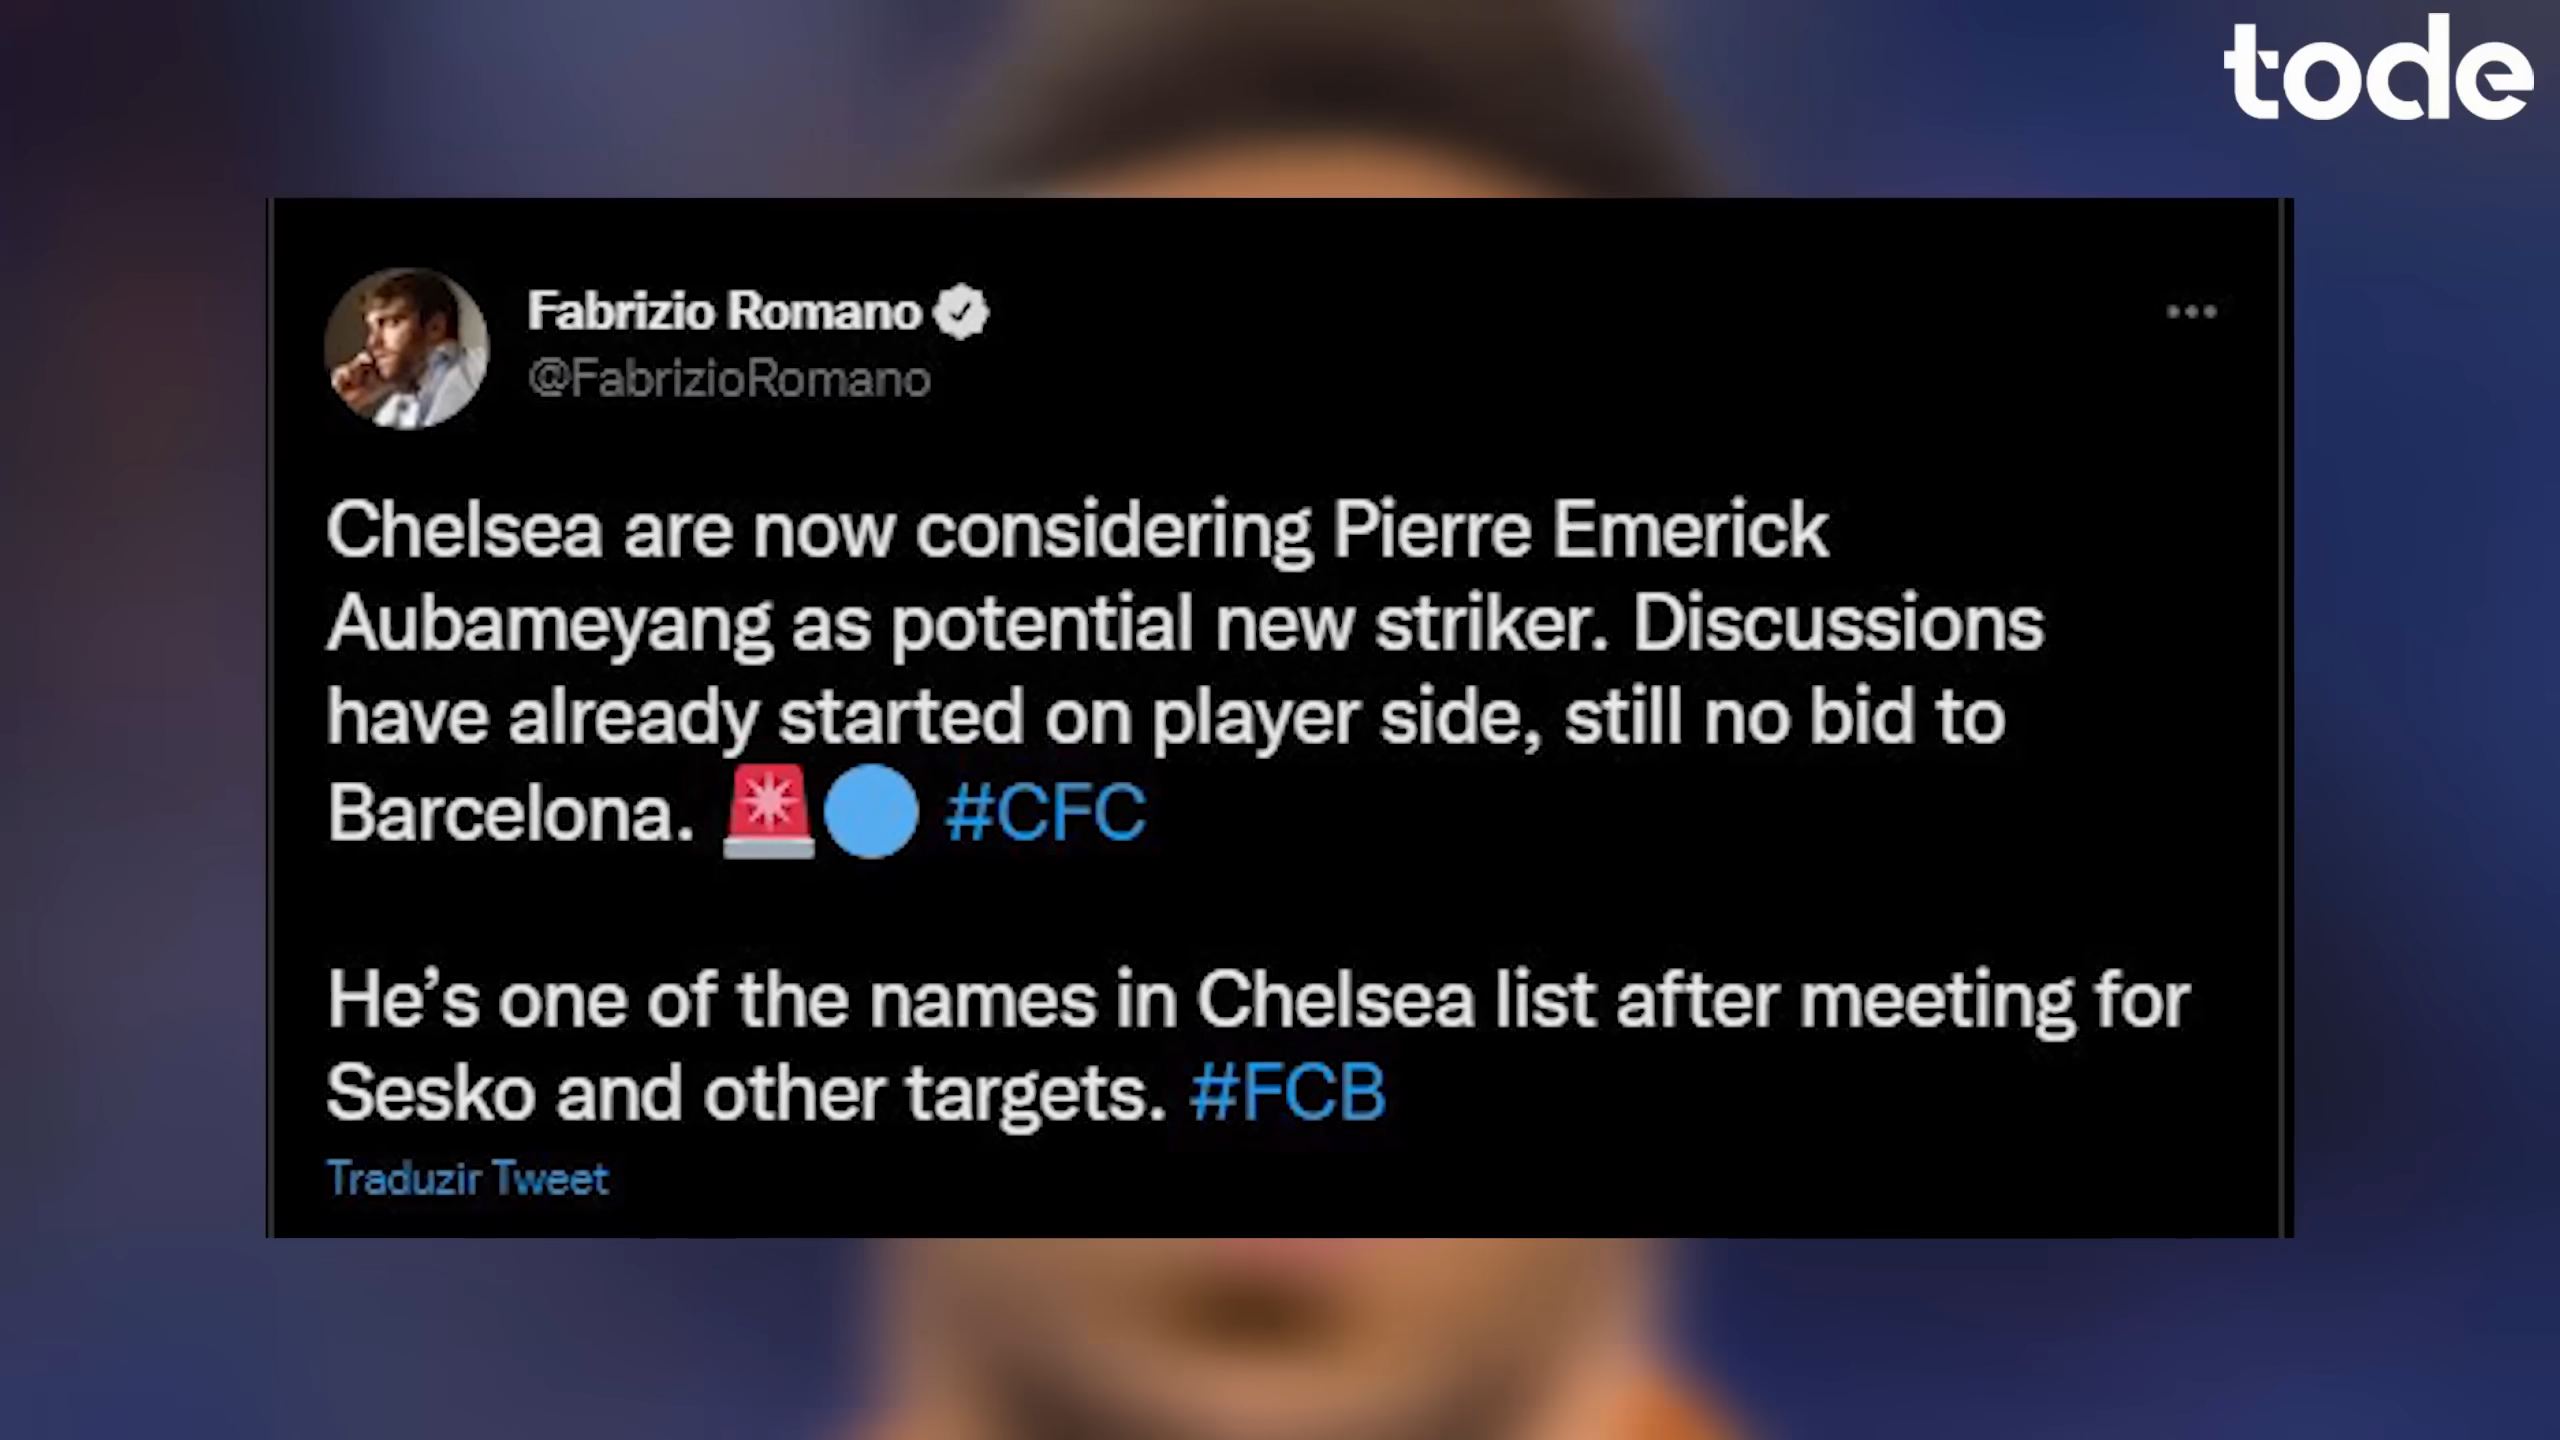 tode
Fabrizio Romano
@FabrizioRomano
Chelsea are now considering Pierre Emerick
Aubameyang as potential new striker. Discussions
have already started on player side, still no bid to
Barcelona. 🚨🔵 #CFC
He’s one of the names in Chelsea list after meeting for
Sesko and other targets. #FCB
Traduzir Tweet